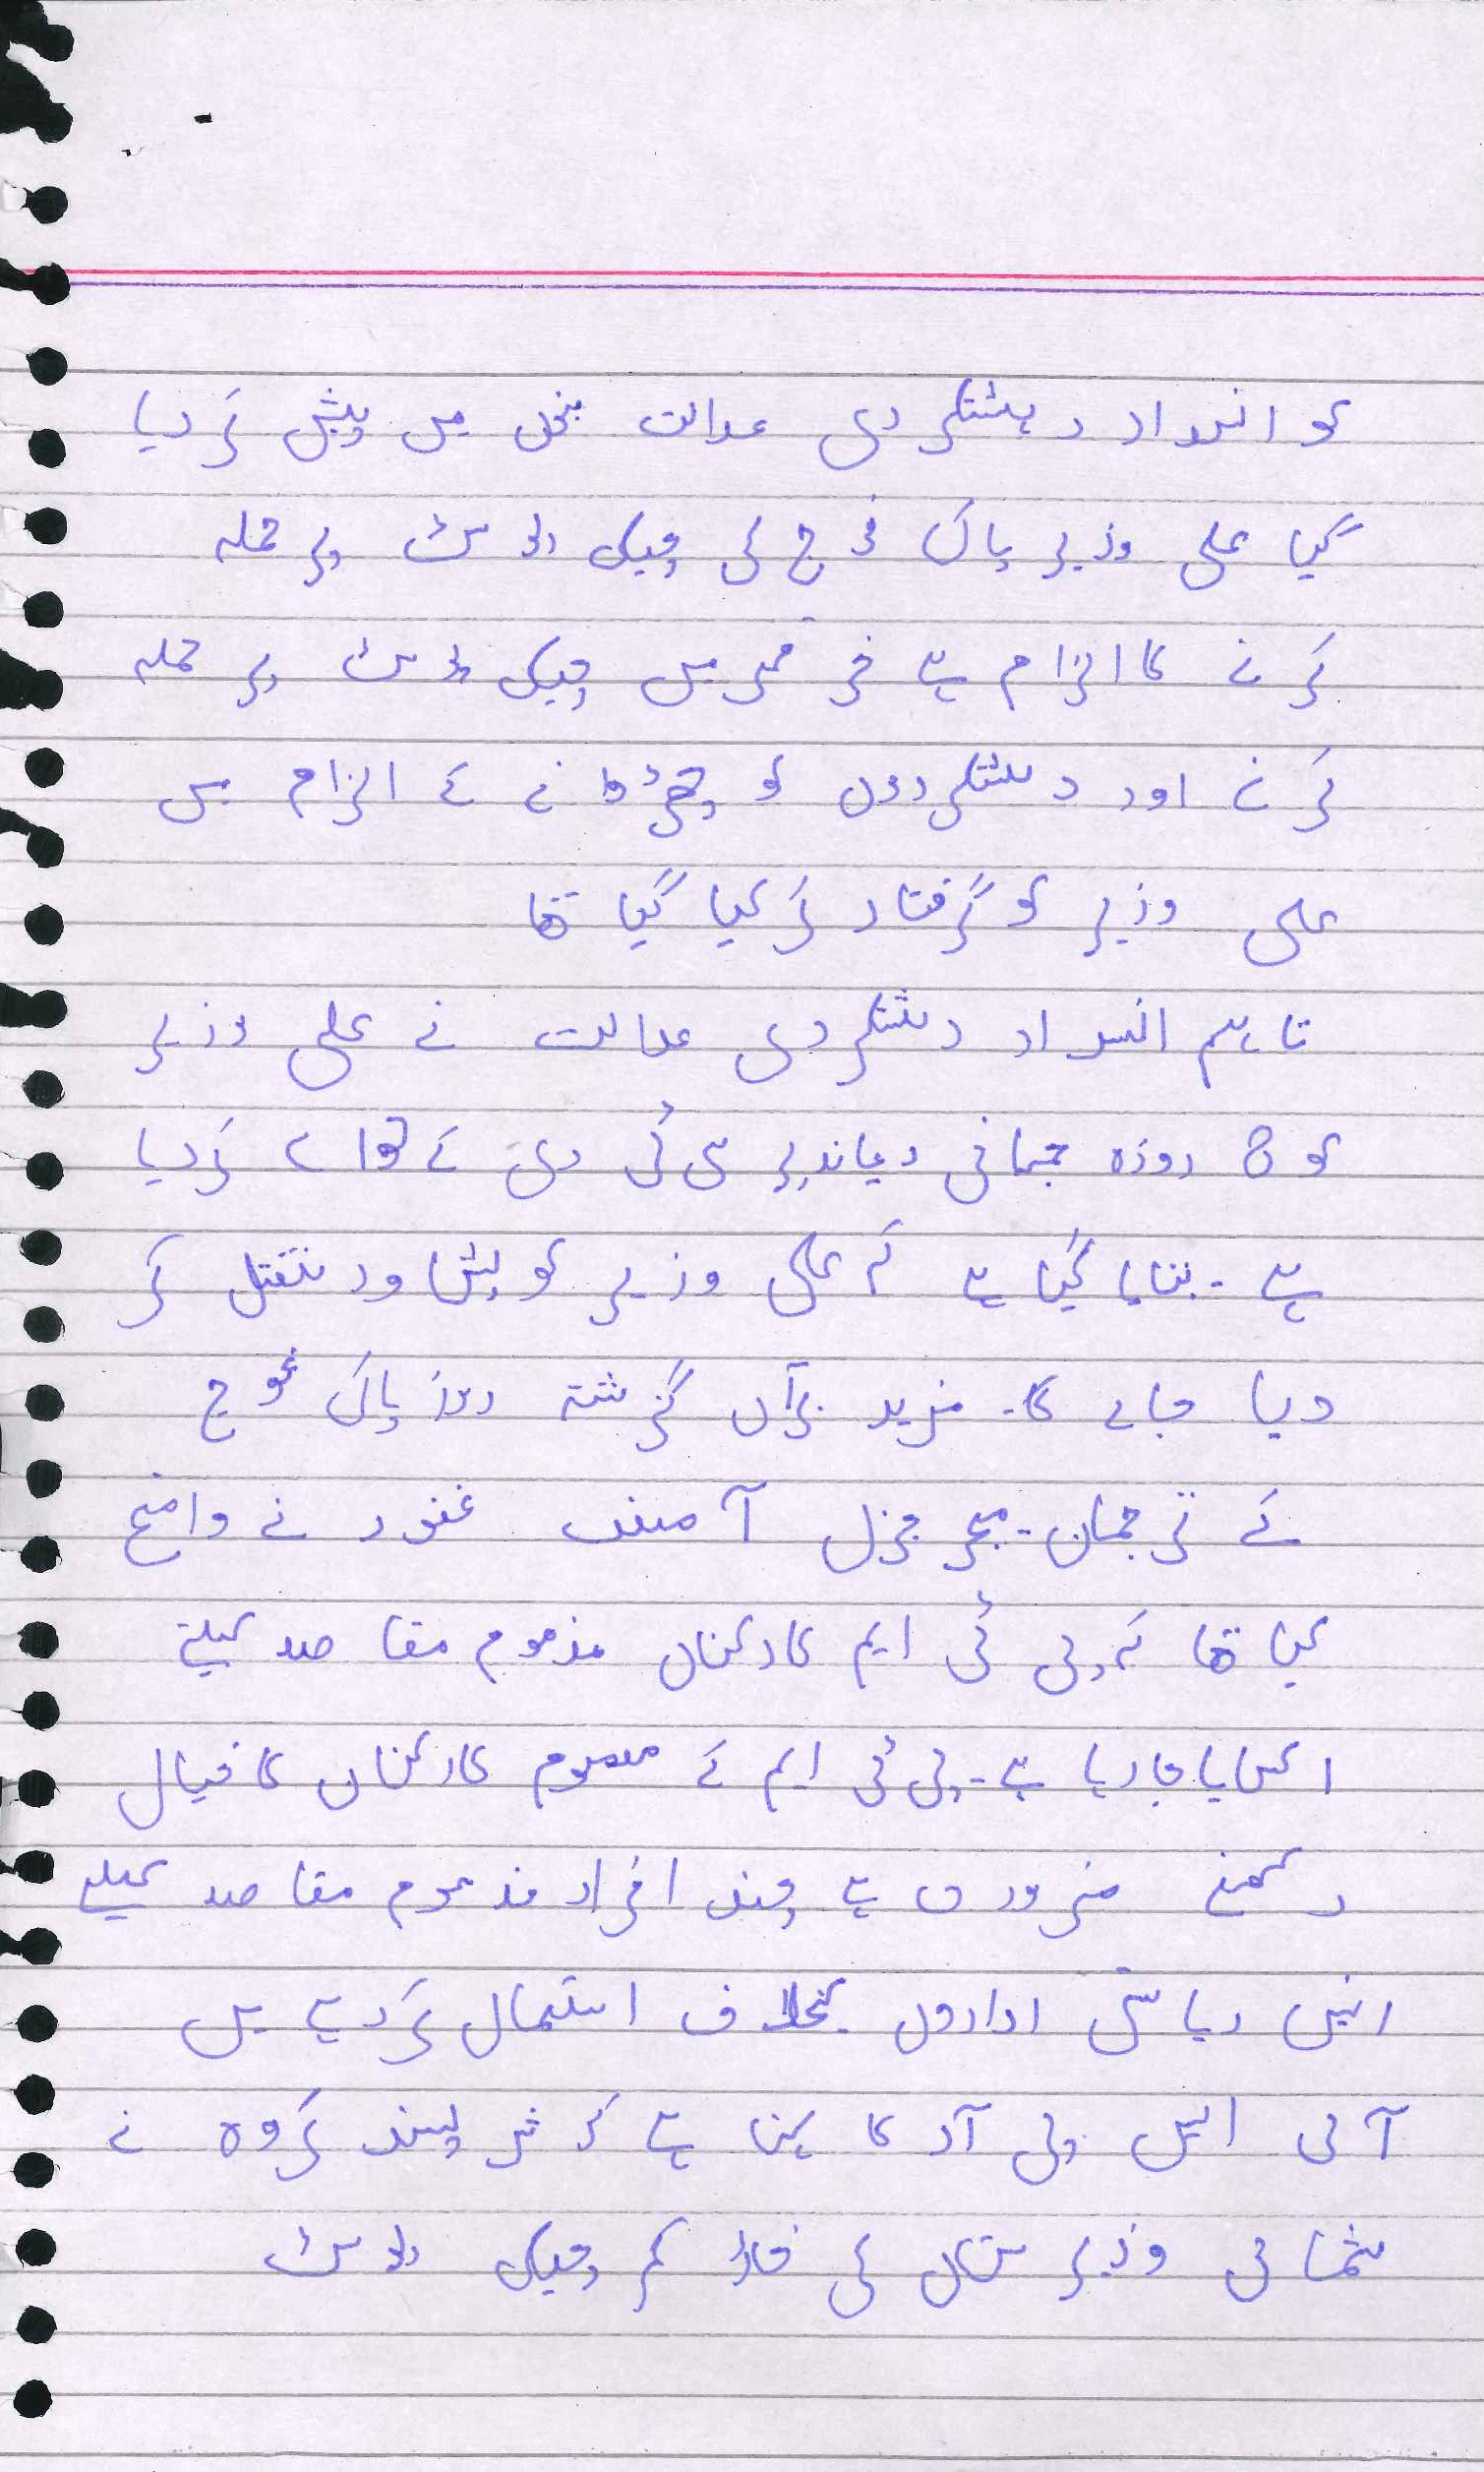 کو انسداد دہشتگردی عدالت بنوں میں پیش کر دیا
گیا علی وزیر پاک فوج کی چیک پوسٹ پر حملہ
کرنے کا الزام ہے خر قمر میں چیک پوسٹ پر حملہ
کرنے اور دہشتگردوں کو چھڑانے کے الزام میں
علی وزیر کو گرفتار کر لیا گیا تھا
تاہم انسداد دہشتگردی عدالت نے علی وزیر
کو 8 روزہ جسمانی ریمانڈ پر سی ٹی ڈی کے حوالے کر دیا
ہے - بتایا گیا ہے کہ علی وزیر کو پشاور منتقل کر
دیا جائے گا۔ مزید برآں گزشتہ روز پاک فوج
کے ترجمان - میجر جنرل آصف غفور نے واضح
کیا تھا کہ پی ٹی ایم کارکنان مذموم مقاصد کیلئے
اکسایا جا رہا ہے - پی ٹی ایم کے معصوم کارکنان کا خیال
رکھنے ضروری ہے چند افراد مذموم مقاصد کیلئے
انہیں ریاستی اداروں کیخلاف استعمال کر رہے ہیں
آئی ایس پی آر کا کہنا ہے کہ شر پسند گروہ نے
شمالی وزیرستان کی خاڑ کمر چیک پوسٹ